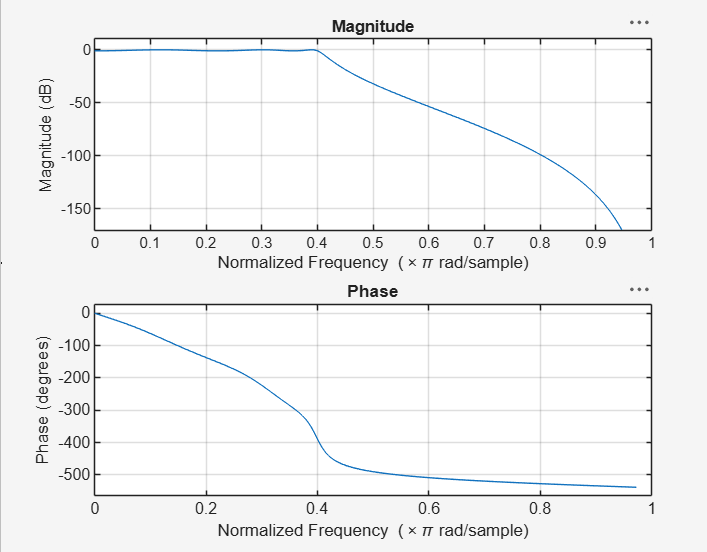 Magnitude
0
-50
-100
-150
Magnitude (dB)
0 0.1 0.2 0.3 0.4 0.5 0.6 0.7 0.8 0.9 1
Normalized Frequency (× π rad/sample)
Phase
0
-100
-200
-300
-400
-500
Phase (degrees)
0 0.2 0.4 0.6 0.8 1
Normalized Frequency (× π rad/sample)